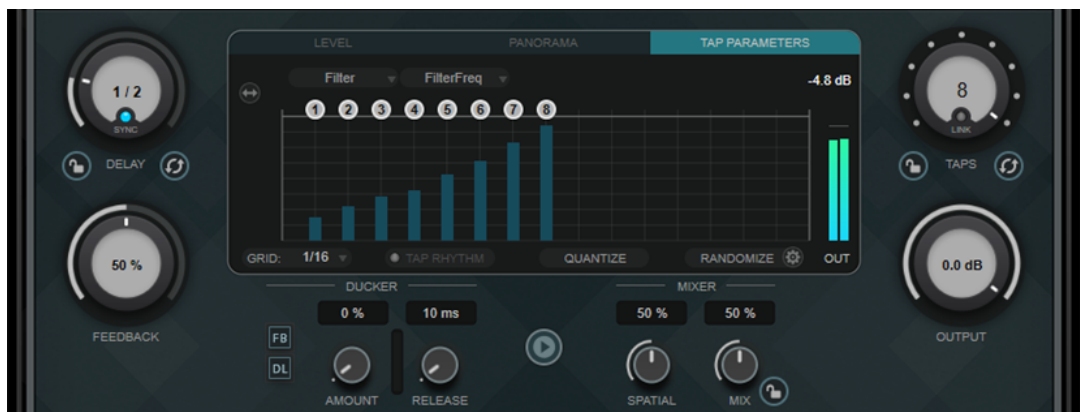 LEVEL PANORAMA TAP PARAMETERS
Filter FilterFreq -4.8 dB
1 2 3 4 5 6 7 8
1 / 2
SYNC
DELAY
8
LINK
TAPS
GRID: 1/16 TAP RHYTHM QUANTIZE RANDOMIZE OUT
50 %
FEEDBACK
0.0 dB
OUTPUT
DUCKER
0 % 10 ms
FB
DL
AMOUNT RELEASE
MIXER
50 % 50 %
SPATIAL MIX